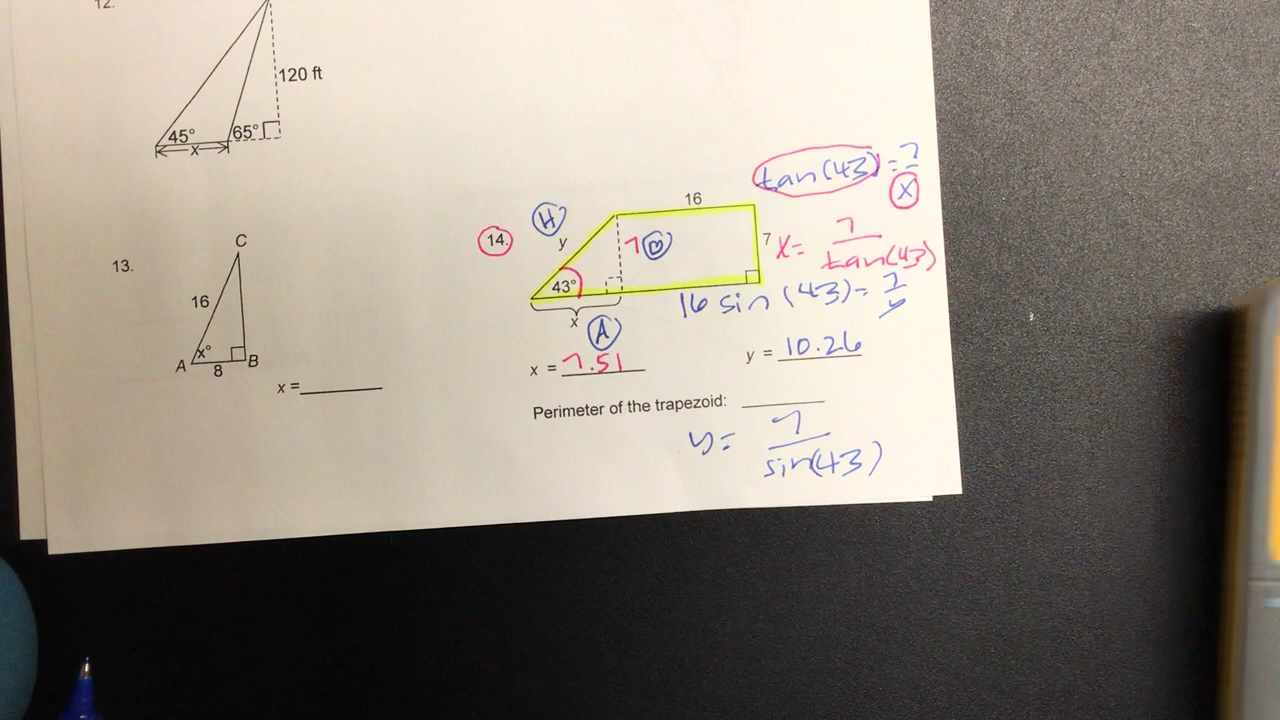 12.
120 ft
45°
65°
x
tan(43) = 7/x
16
14.
H
y
7
O
7
x = 7/tan(43)
43°
16
sin (43) = 7/y
x
A
x = 7.51
y = 10.26
Perimeter of the trapezoid:
y = 7/sin(43)
13.
C
16
x°
A
8
B
x =